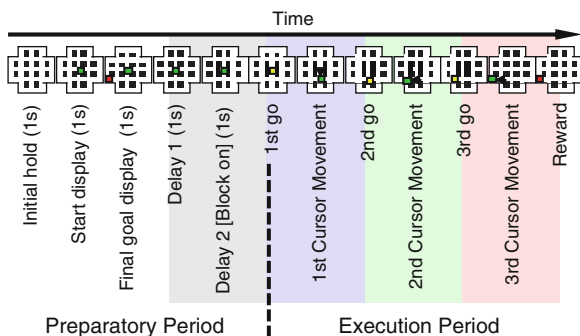 Time
Initial hold (1s)
Start display (1s)
Final goal display (1s)
Delay 1 (1s)
Delay 2 [Block on] (1s)
1st go
1st Cursor Movement
2nd go
2nd Cursor Movement
3rd go
3rd Cursor Movement
Reward
Preparatory Period
Execution Period